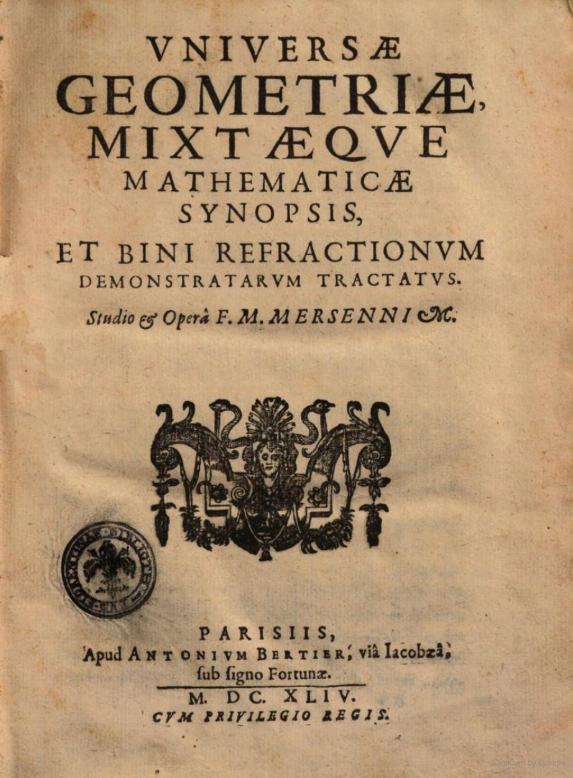 VNIVERSÆ
GEOMETRIÆ,
MIXTÆQVE
MATHEMATICÆ
SYNOPSIS,
ET BINI REFRACTIONVM
DEMONSTRATARVM TRACTATVS.
Studio & Operâ F. M. MERSENNI M.
PARISIIS,
Apud ANTONIVM BERTIER, viâ Iacobæâ,
ſub ſigno Fortunæ.
M. DC. XLIV.
CVM PRIVILEGIO REGIS.